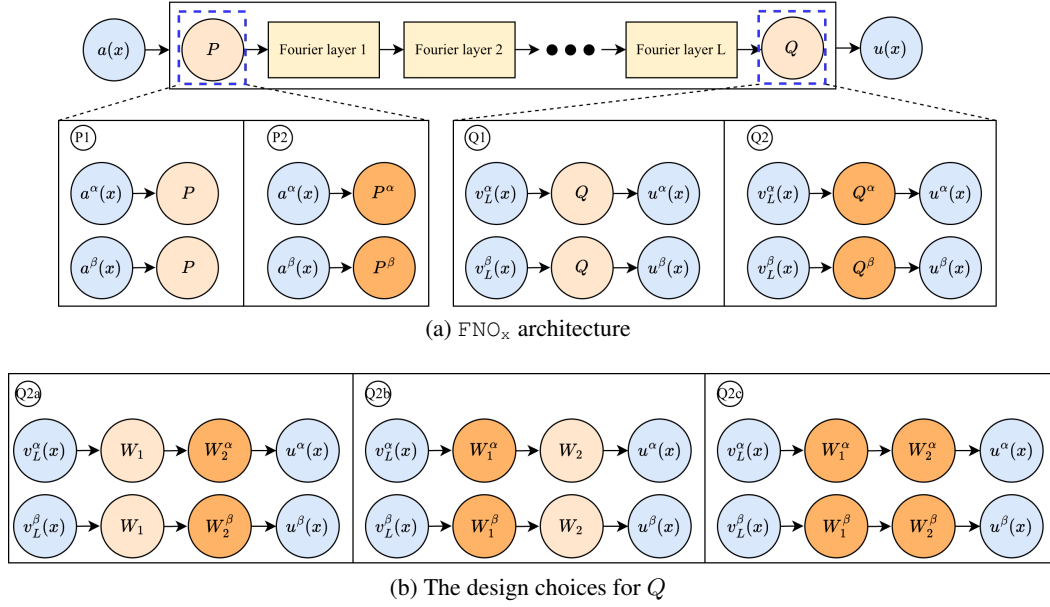 a(x) P Fourier layer 1 Fourier layer 2 Fourier layer L Q u(x)
P1 P2 Q1 Q2
a^α(x) P a^α(x) P^α v_L^α(x) Q u^α(x) v_L^α(x) Q^α u^α(x)
a^β(x) P a^β(x) P^β v_L^β(x) Q u^β(x) v_L^β(x) Q^β u^β(x)
(a) FNO_x architecture
Q2a Q2b Q2c
v_L^α(x) W_1 W_2^α u^α(x) v_L^α(x) W_1^α W_2 u^α(x) v_L^α(x) W_1^α W_2^α u^α(x)
v_L^β(x) W_1 W_2^β u^β(x) v_L^β(x) W_1^β W_2 u^β(x) v_L^β(x) W_1^β W_2^β u^β(x)
(b) The design choices for Q